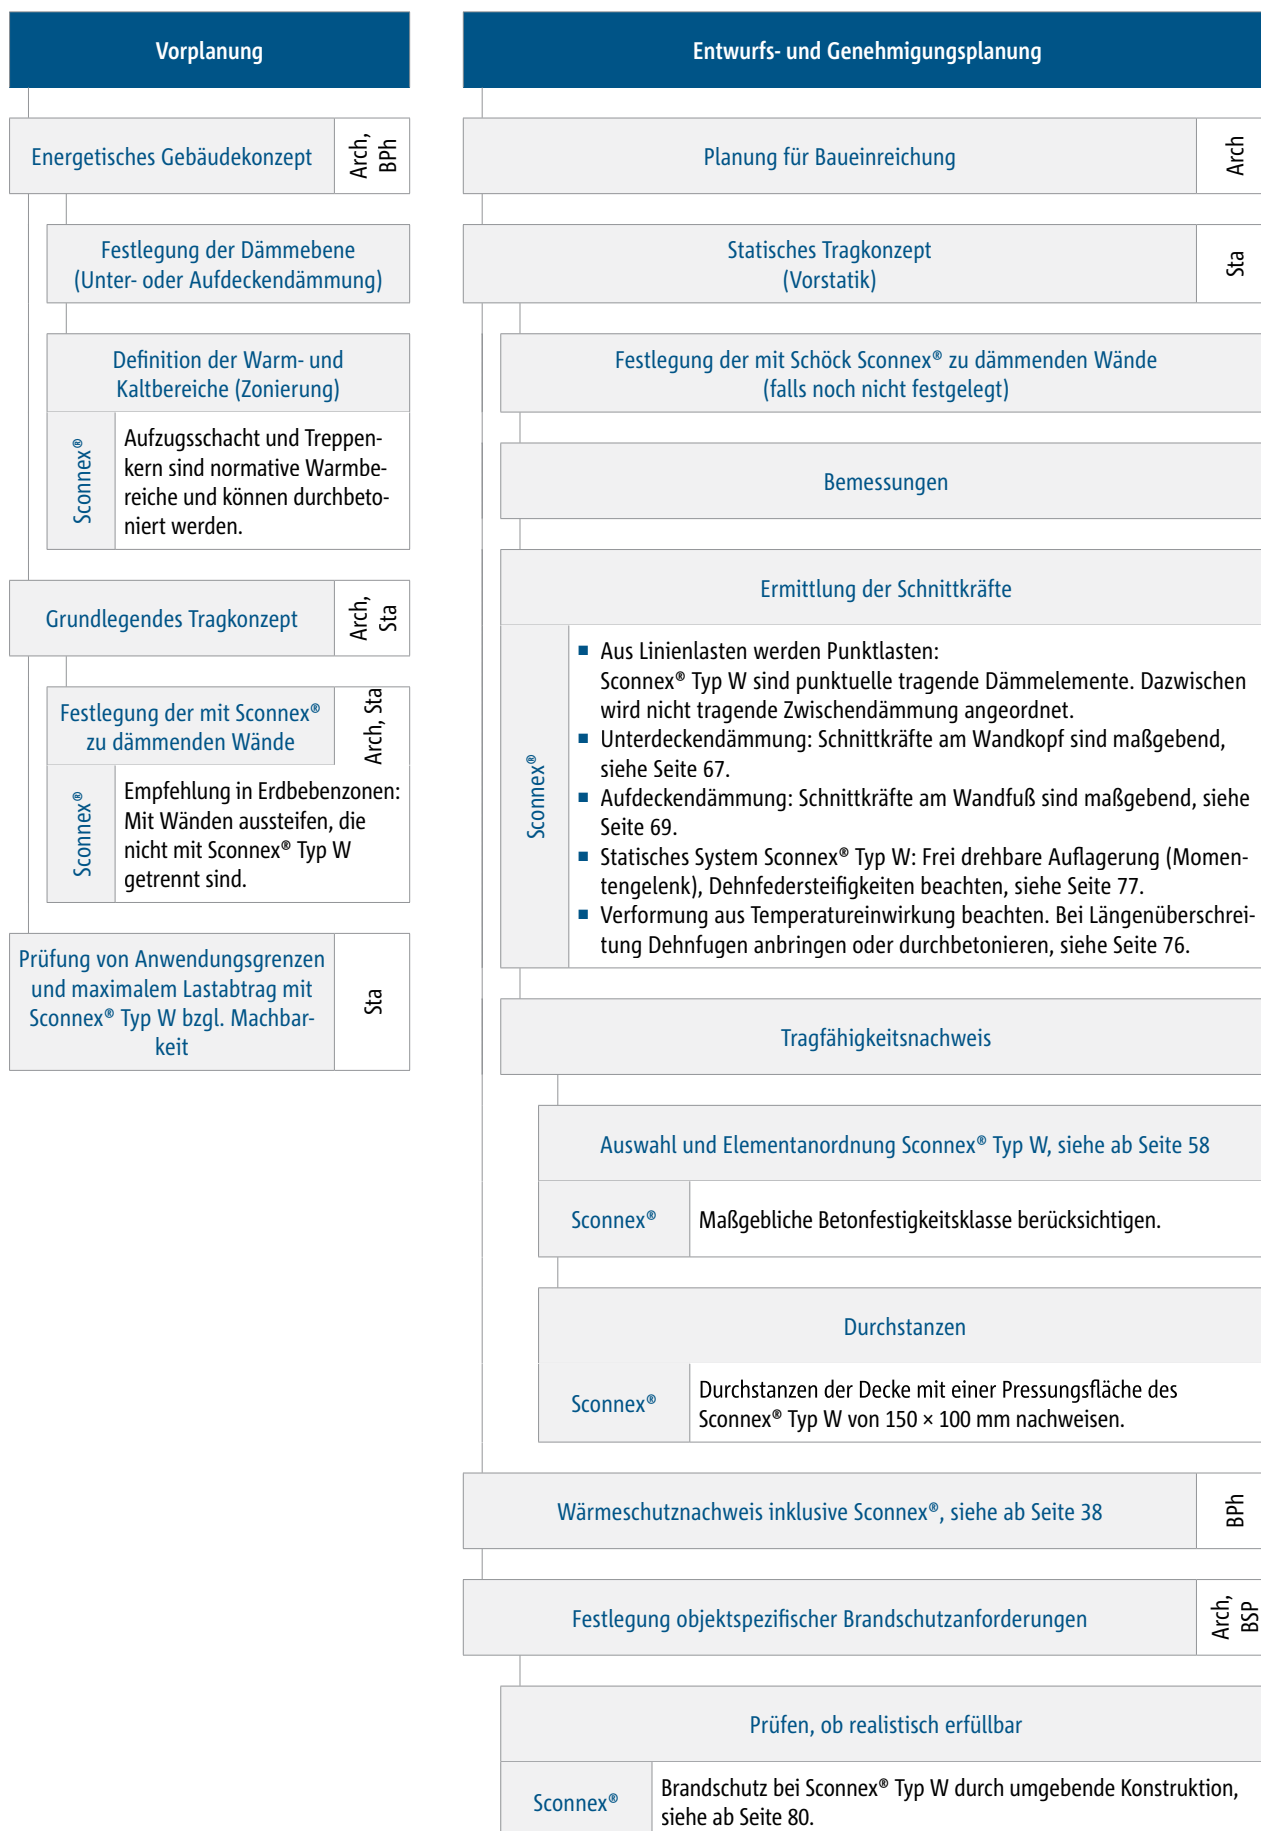 Vorplanung
Energetisches Gebäudekonzept
Arch,
BPh
Festlegung der Dämmebene
(Unter- oder Aufdeckendämmung)
Definition der Warm- und
Kaltbereiche (Zonierung)
Sconnex®
Aufzugsschacht und Treppen-
kern sind normative Warmbe-
reiche und können durchbeto-
niert werden.
Grundlegendes Tragkonzept
Arch,
Sta
Festlegung der mit Sconnex®
zu dämmenden Wände
Arch, Sta
Sconnex®
Empfehlung in Erdbebenzonen:
Mit Wänden aussteifen, die
nicht mit Sconnex® Typ W
getrennt sind.
Prüfung von Anwendungsgrenzen
und maximalem Lastabtrag mit
Sconnex® Typ W bzgl. Machbar-
keit
Sta
Entwurfs- und Genehmigungsplanung
Planung für Baueinreichung
Arch
Statisches Tragkonzept
(Vorstatik)
Sta
Festlegung der mit Schöck Sconnex® zu dämmenden Wände
(falls noch nicht festgelegt)
Bemessungen
Ermittlung der Schnittkräfte
Sconnex®
■ Aus Linienlasten werden Punktlasten:
Sconnex® Typ W sind punktuelle tragende Dämmelemente. Dazwischen
wird nicht tragende Zwischendämmung angeordnet.
■ Unterdeckendämmung: Schnittkräfte am Wandkopf sind maßgebend,
siehe Seite 67.
■ Aufdeckendämmung: Schnittkräfte am Wandfuß sind maßgebend, siehe
Seite 69.
■ Statisches System Sconnex® Typ W: Frei drehbare Auflagerung (Momen-
tengelenk), Dehnfedersteifigkeiten beachten, siehe Seite 77.
■ Verformung aus Temperatureinwirkung beachten. Bei Längenüberschrei-
tung Dehnfugen anbringen oder durchbetonieren, siehe Seite 76.
Tragfähigkeitsnachweis
Auswahl und Elementanordnung Sconnex® Typ W, siehe ab Seite 58
Sconnex®
Maßgebliche Betonfestigkeitsklasse berücksichtigen.
Durchstanzen
Sconnex®
Durchstanzen der Decke mit einer Pressungsfläche des
Sconnex® Typ W von 150 × 100 mm nachweisen.
Wärmeschutznachweis inklusive Sconnex®, siehe ab Seite 38
BPh
Festlegung objektspezifischer Brandschutzanforderungen
Arch,
BSP
Prüfen, ob realistisch erfüllbar
Sconnex®
Brandschutz bei Sconnex® Typ W durch umgebende Konstruktion,
siehe ab Seite 80.